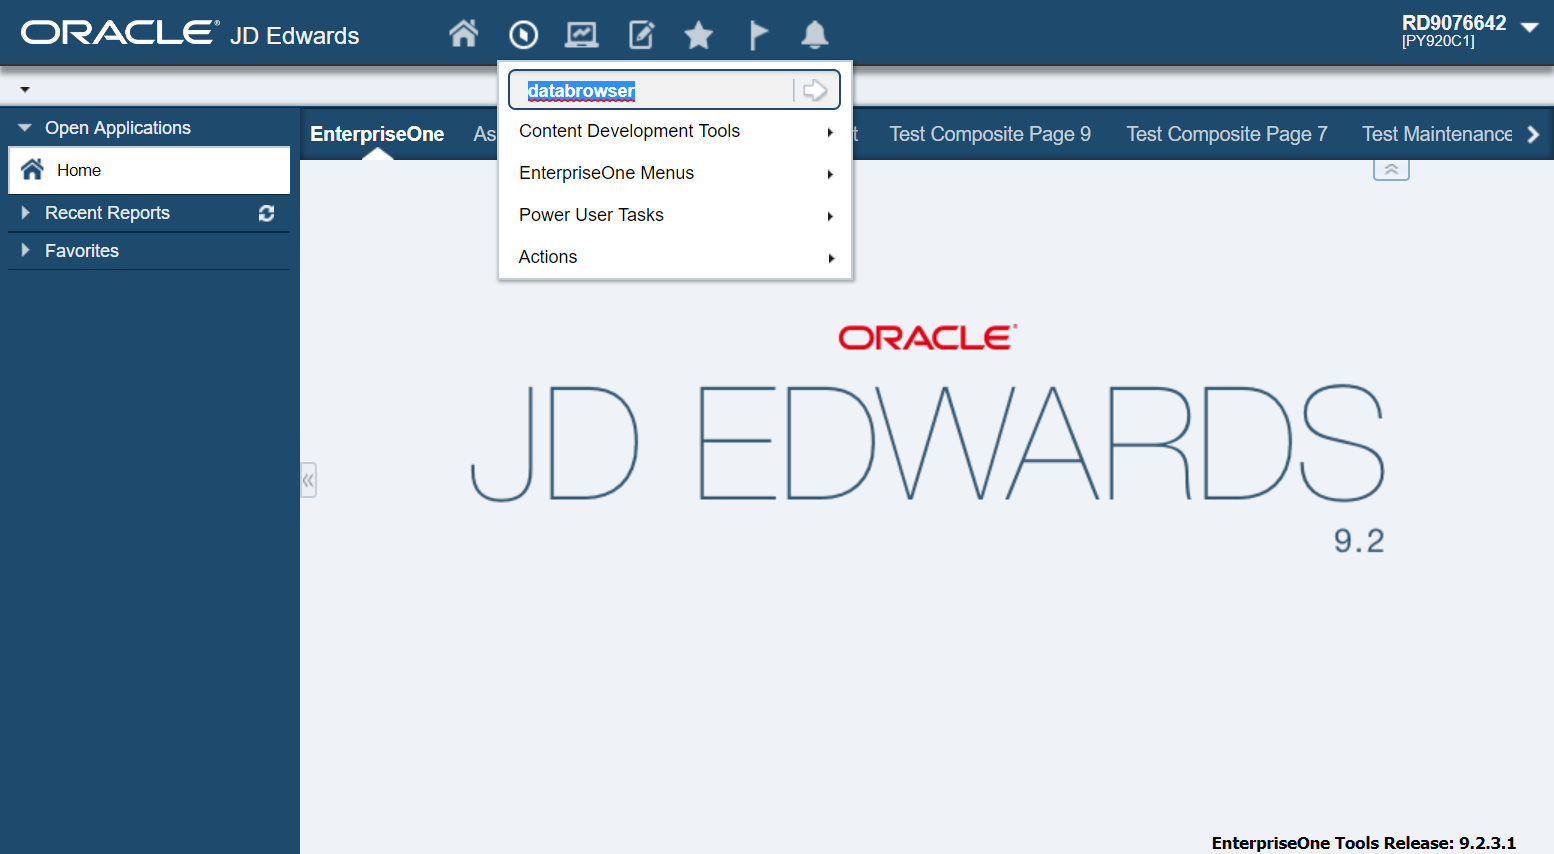 ORACLE® JD Edwards
RD9076642
[PY920C1]
databrowser
Content Development Tools
EnterpriseOne Menus
Power User Tasks
Actions
Open Applications
Home
Recent Reports
Favorites
EnterpriseOne As t Test Composite Page 9 Test Composite Page 7 Test Maintenance
ORACLE®
JD EDWARDS
9.2
EnterpriseOne Tools Release: 9.2.3.1